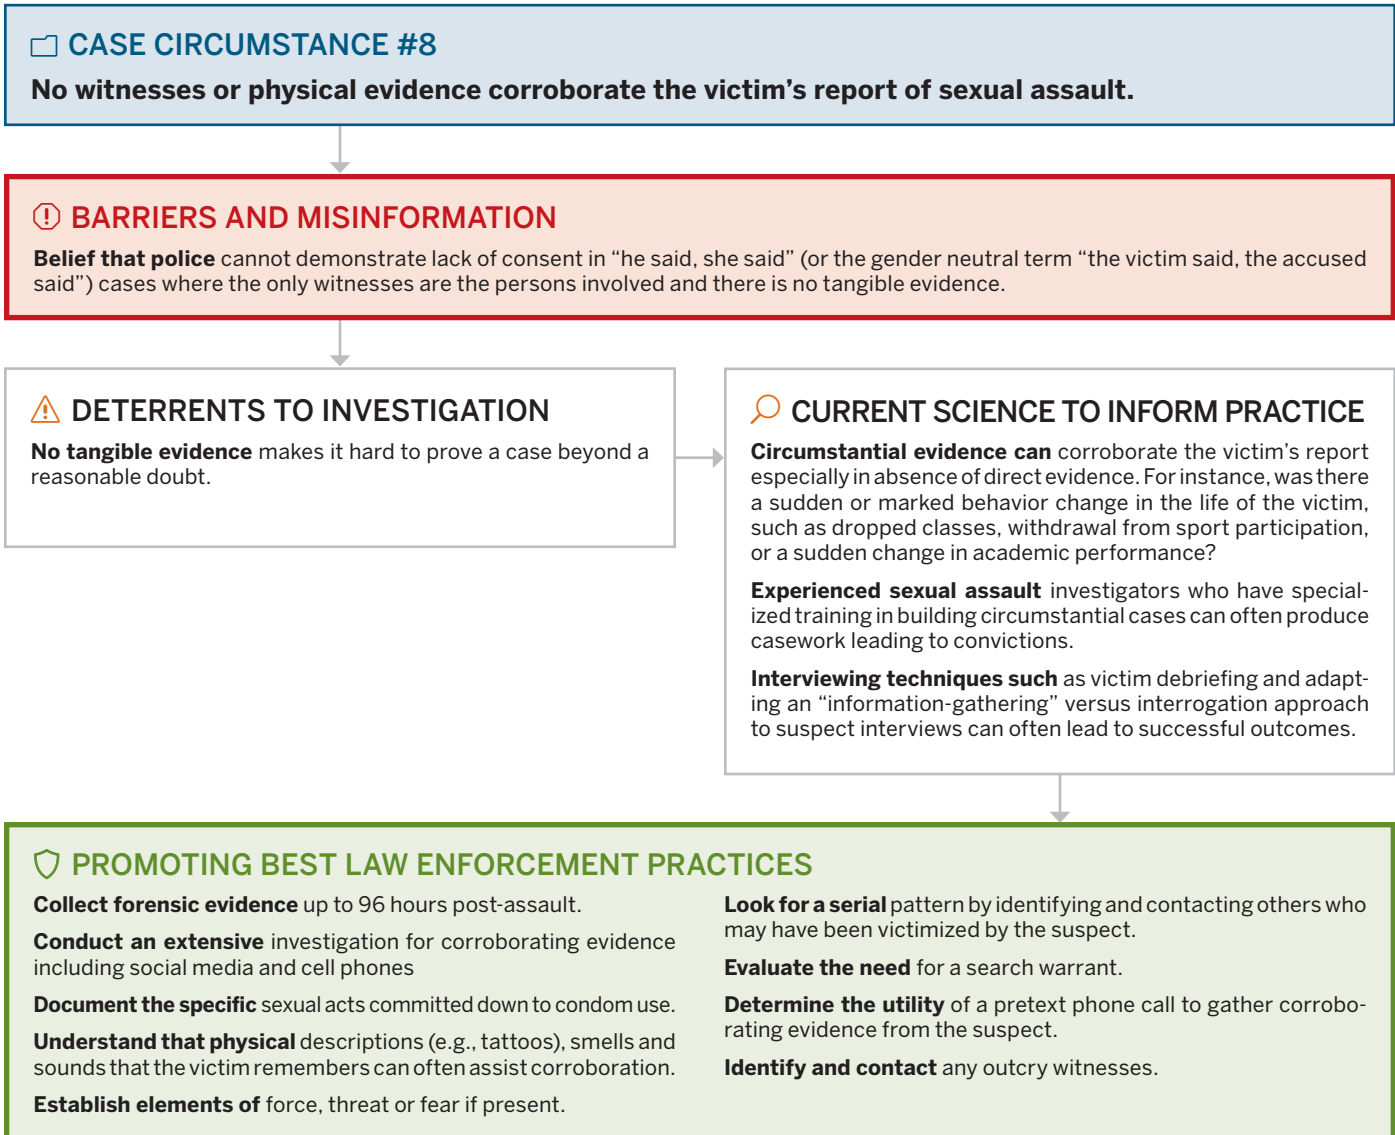 CASE CIRCUMSTANCE #8
No witnesses or physical evidence corroborate the victim’s report of sexual assault.
BARRIERS AND MISINFORMATION
Belief that police cannot demonstrate lack of consent in “he said, she said” (or the gender neutral term “the victim said, the accused
said”) cases where the only witnesses are the persons involved and there is no tangible evidence.
DETERRENTS TO INVESTIGATION
No tangible evidence makes it hard to prove a case beyond a
reasonable doubt.
CURRENT SCIENCE TO INFORM PRACTICE
Circumstantial evidence can corroborate the victim’s report
especially in absence of direct evidence. For instance, was there
a sudden or marked behavior change in the life of the victim,
such as dropped classes, withdrawal from sport participation,
or a sudden change in academic performance?
Experienced sexual assault investigators who have special-
ized training in building circumstantial cases can often produce
casework leading to convictions.
Interviewing techniques such as victim debriefing and adapt-
ing an “information-gathering” versus interrogation approach
to suspect interviews can often lead to successful outcomes.
PROMOTING BEST LAW ENFORCEMENT PRACTICES
Collect forensic evidence up to 96 hours post-assault.
Conduct an extensive investigation for corroborating evidence
including social media and cell phones
Document the specific sexual acts committed down to condom use.
Understand that physical descriptions (e.g., tattoos), smells and
sounds that the victim remembers can often assist corroboration.
Establish elements of force, threat or fear if present.
Look for a serial pattern by identifying and contacting others who
may have been victimized by the suspect.
Evaluate the need for a search warrant.
Determine the utility of a pretext phone call to gather corrobo-
rating evidence from the suspect.
Identify and contact any outcry witnesses.